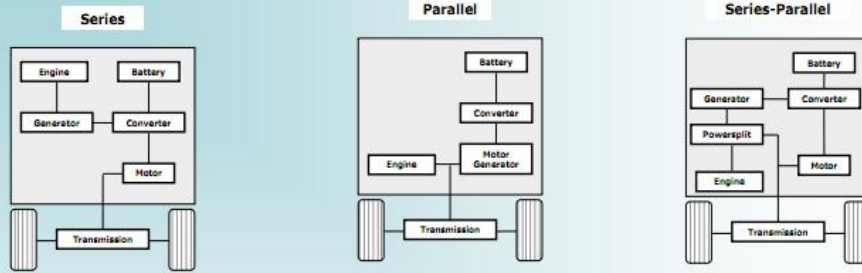 Series
Engine
Battery
Generator
Converter
Motor
Transmission
Parallel
Battery
Converter
Engine
Motor
Generator
Transmission
Series-Parallel
Battery
Generator
Converter
Powersplit
Motor
Engine
Transmission